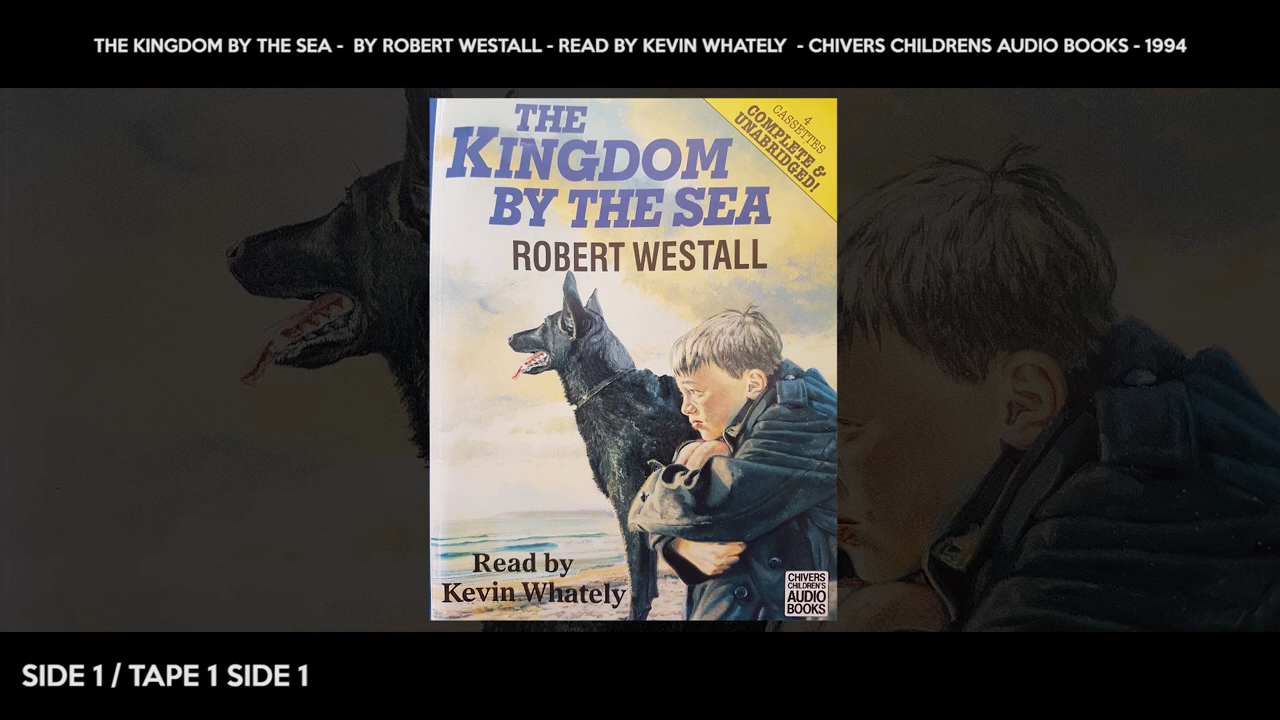 THE KINGDOM BY THE SEA - BY ROBERT WESTALL - READ BY KEVIN WHATELY - CHIVERS CHILDRENS AUDIO BOOKS - 1994
THE
KINGDOM
BY THE SEA
ROBERT WESTALL
4
CASSETTES
COMPLETE &
UNABRIDGED!
Read by
Kevin Whately
CHIVERS
CHILDREN'S
AUDIO
BOOKS
SIDE 1 / TAPE 1 SIDE 1